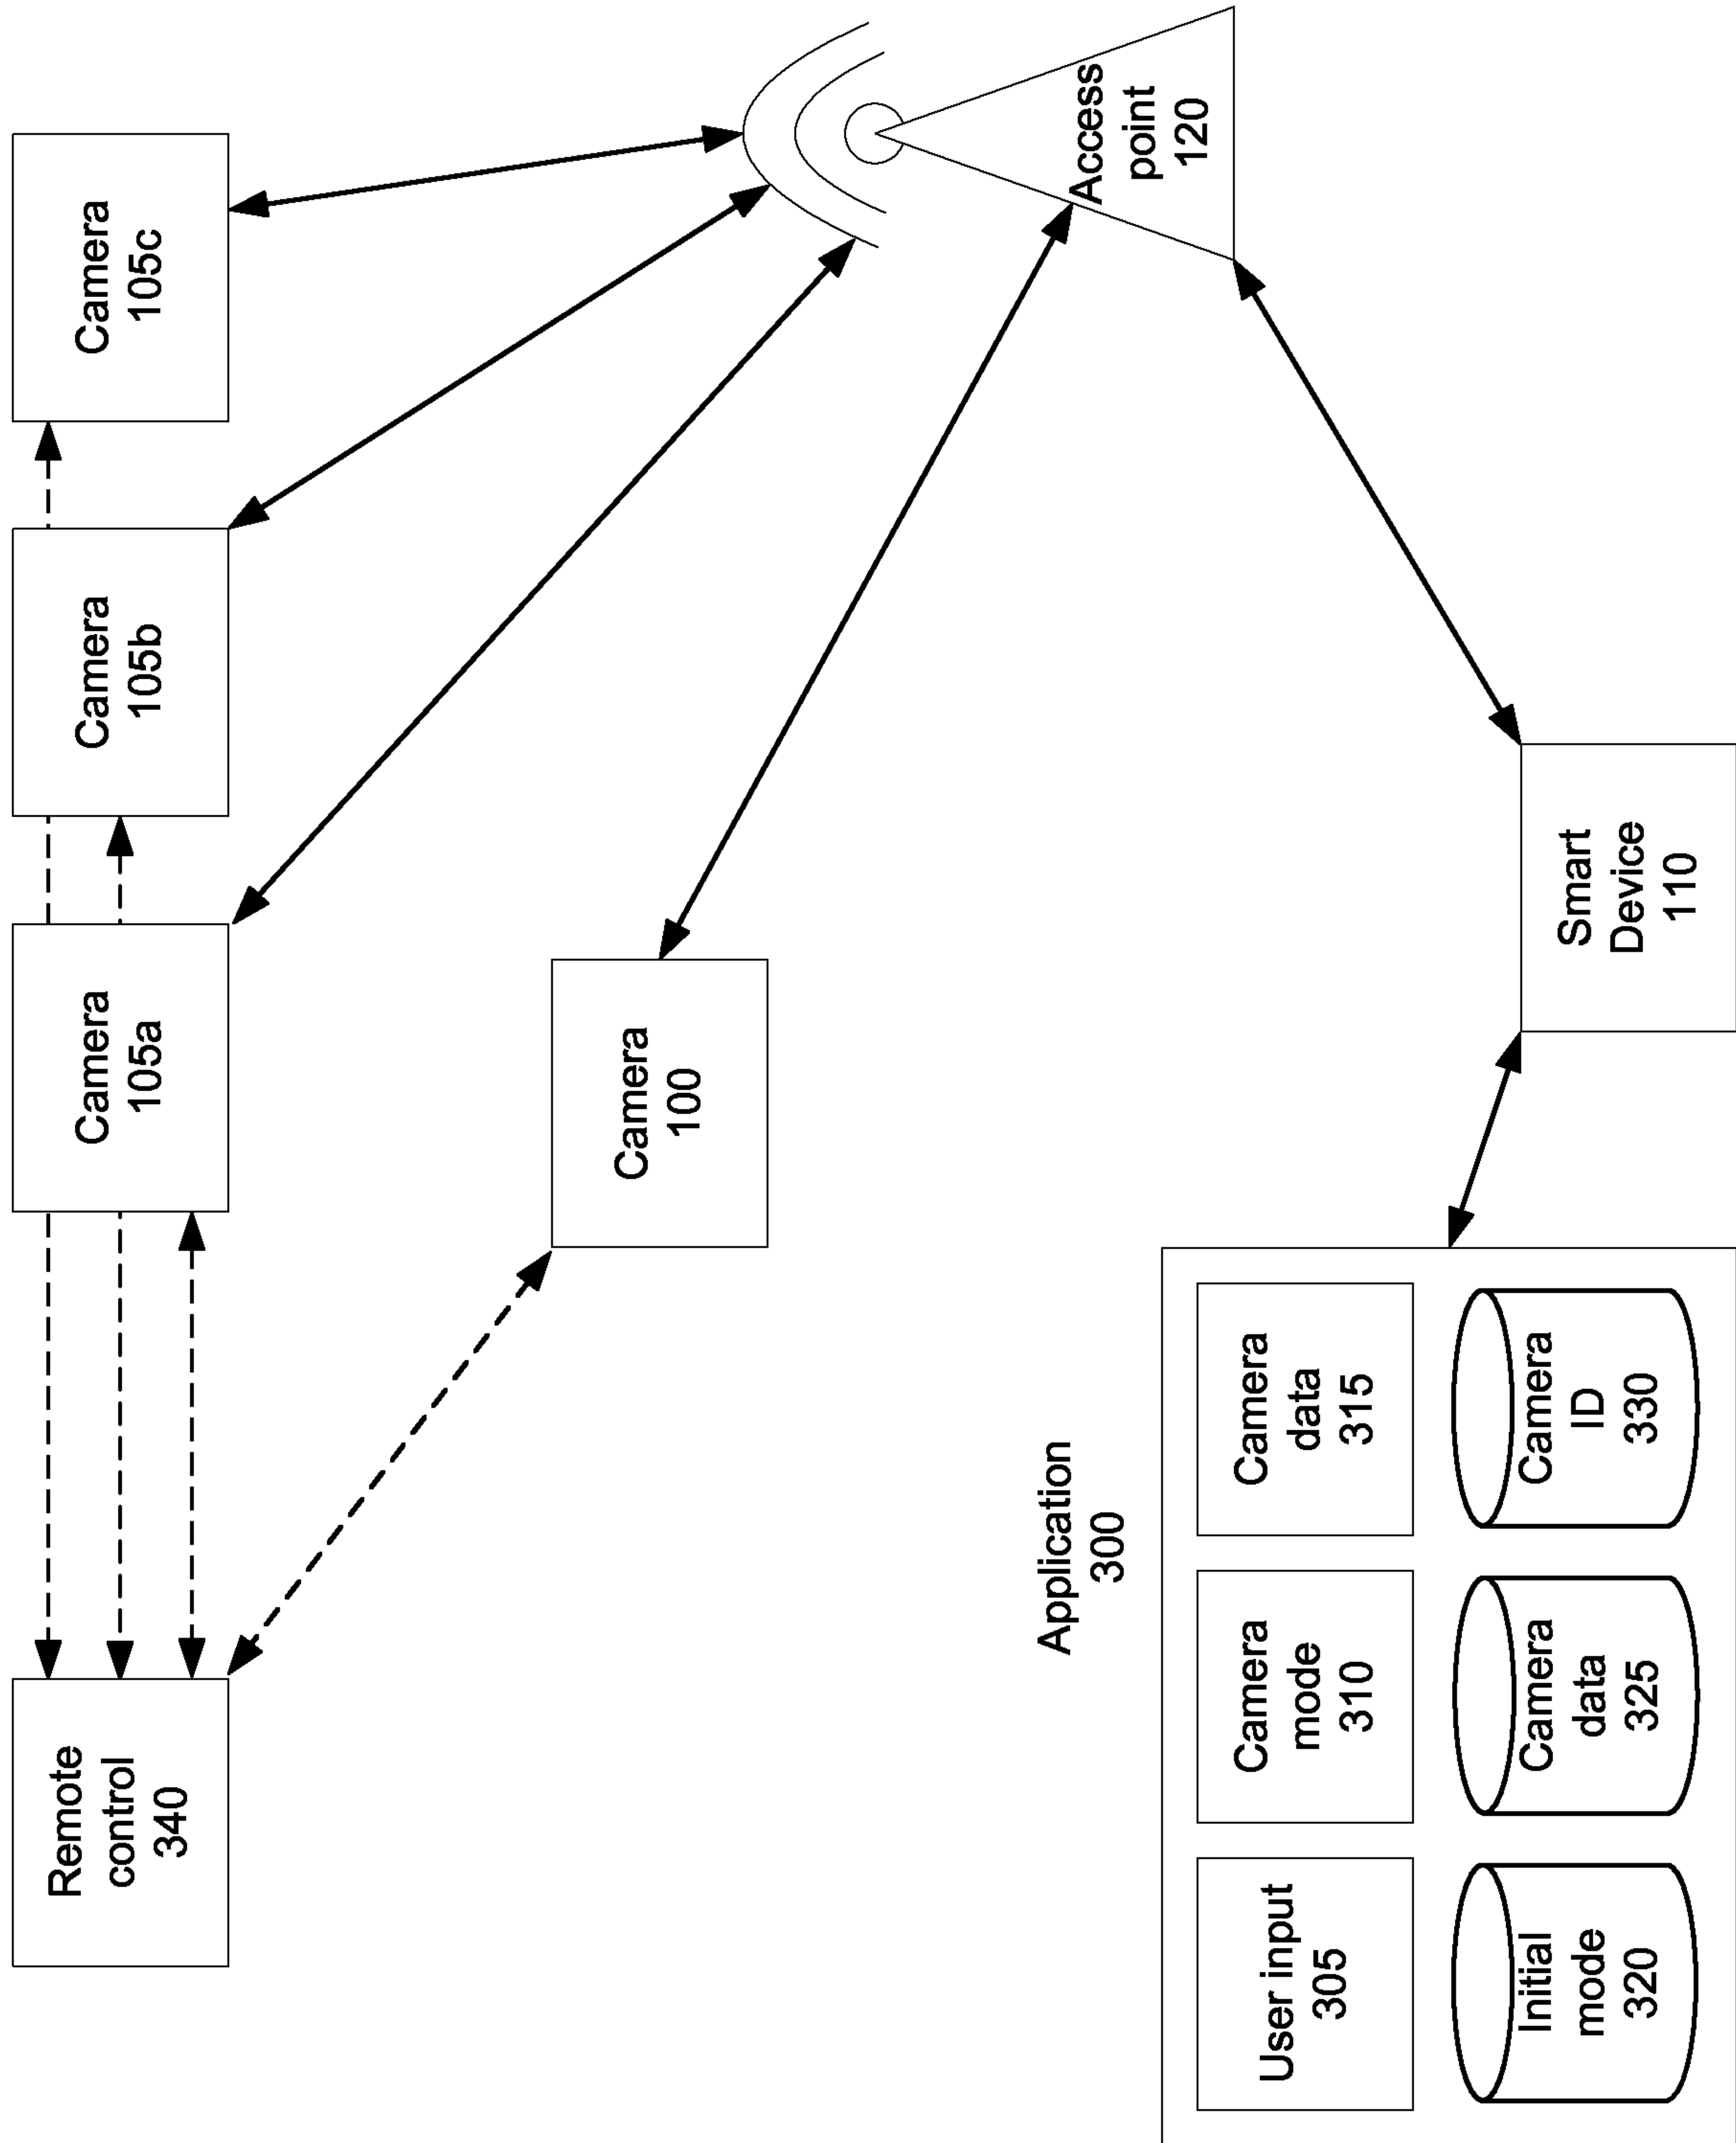 Remote
control
340
Camera
105a
Camera
105b
Camera
105c
Camera
100
Access
point
120
Application
300
User input
305
Camera
mode
310
Camera
data
315
Initial
mode
320
Camera
data
325
Camera
ID
330
Smart
Device
110